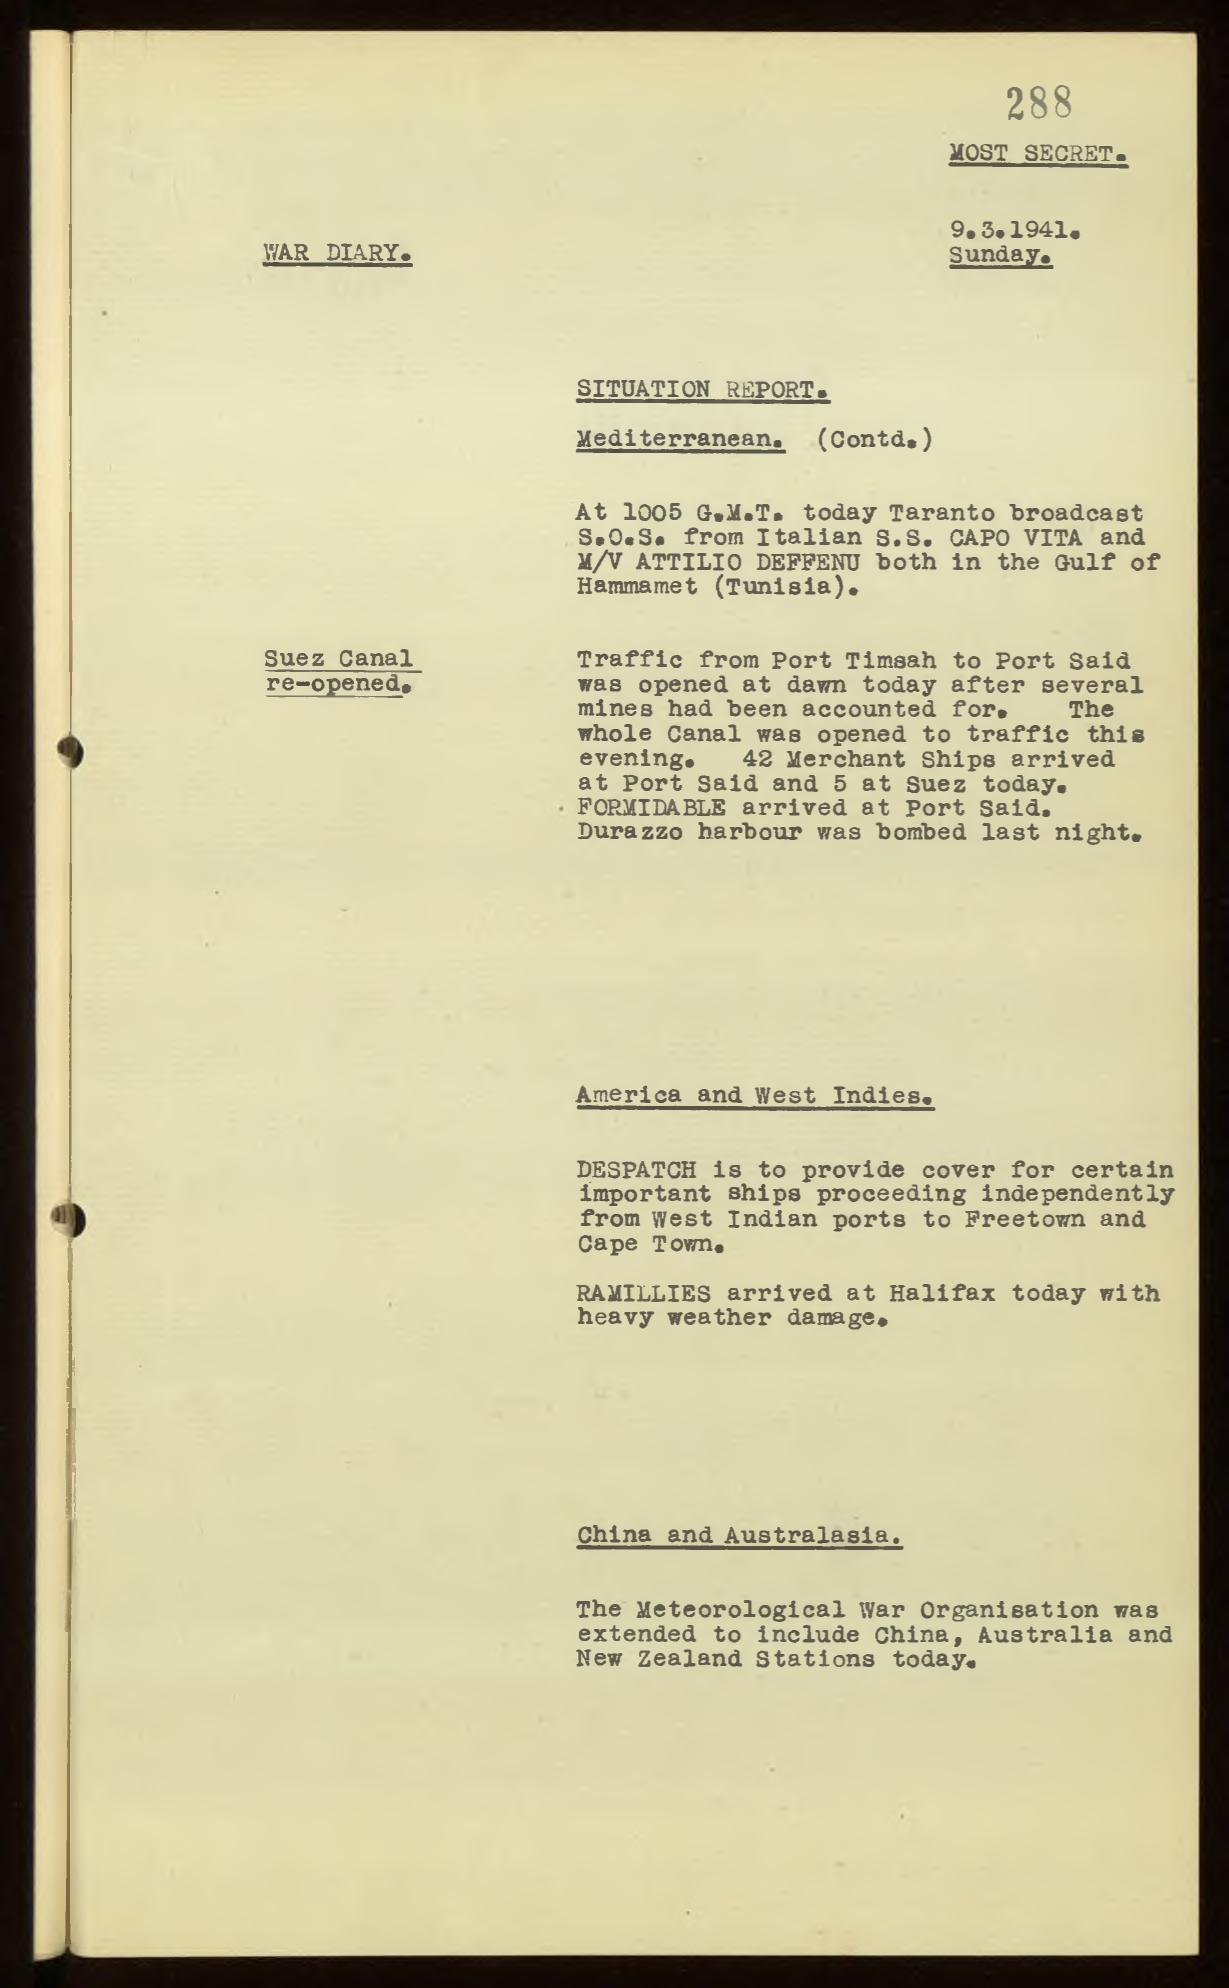 288
MOST SECRET.
9.3.1941.
WAR DIARY.
Sunday.
SITUATION REPORT.
Mediterranean. (Contd.)
At 1005 G.M.T. today Taranto broadcast
S.O.S. from Italian S.S. CAPO VITA and
M/V ATTILIO DEFFENU both in the Gulf of
Hammamet (Tunisia).
Suez Canal
re-opened.
Traffic from Port Timsah to Port Said
was opened at dawn today after several
mines had been accounted for. The
whole Canal was opened to traffic this
evening. 42 Merchant Ships arrived
at Port Said and 5 at Suez today.
FORMIDABLE arrived at Port Said.
Durazzo harbour was bombed last night.
America and West Indies.
DESPATCH is to provide cover for certain
important ships proceeding independently
from West Indian ports to Freetown and
Cape Town.
RAMILLIES arrived at Halifax today with
heavy weather damage.
China and Australasia.
The Meteorological War Organisation was
extended to include China, Australia and
New Zealand Stations today.